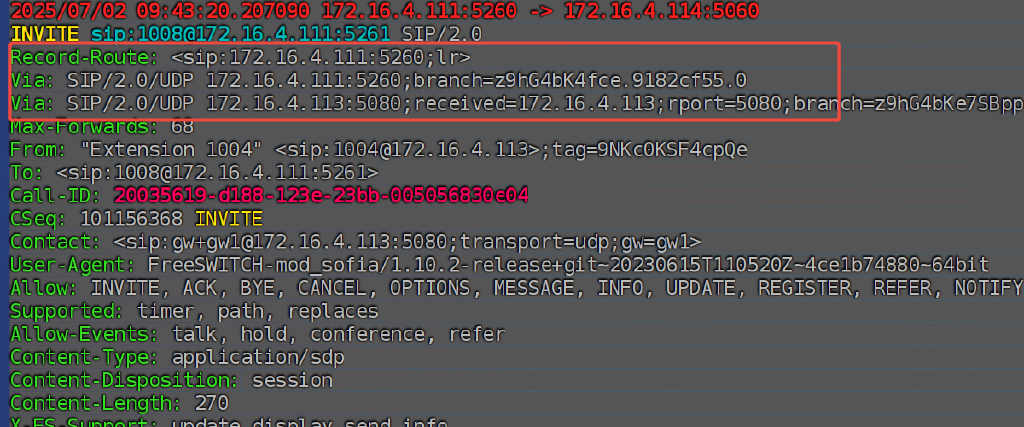 2025/07/02 09:43:20.207090 172.16.4.111:5260 -> 172.16.4.114:5060
INVITE sip:1008@172.16.4.111:5261 SIP/2.0
Record-Route: <sip:172.16.4.111:5260;lr>
Via: SIP/2.0/UDP 172.16.4.111:5260;branch=z9hG4bK4fce.9182cf55.0
Via: SIP/2.0/UDP 172.16.4.113:5080;received=172.16.4.113;rport=5080;branch=z9hG4bKe7SBpp
Max-Forwards: 68
From: "Extension 1004" <sip:1004@172.16.4.113>;tag=9NKc0KSF4cpQe
To: <sip:1008@172.16.4.111:5261>
Call-ID: 20035619-d188-123e-23bb-005056830e04
CSeq: 101156368 INVITE
Contact: <sip:gw+gw1@172.16.4.113:5080;transport=udp;gw=gw1>
User-Agent: FreeSWITCH-mod_sofia/1.10.2-release+git~20230615T110520Z~4ce1b74880~64bit
Allow: INVITE, ACK, BYE, CANCEL, OPTIONS, MESSAGE, INFO, UPDATE, REGISTER, REFER, NOTIFY
Supported: timer, path, replaces
Allow-Events: talk, hold, conference, refer
Content-Type: application/sdp
Content-Disposition: session
Content-Length: 270
X-FS-Support: update_display,send_info